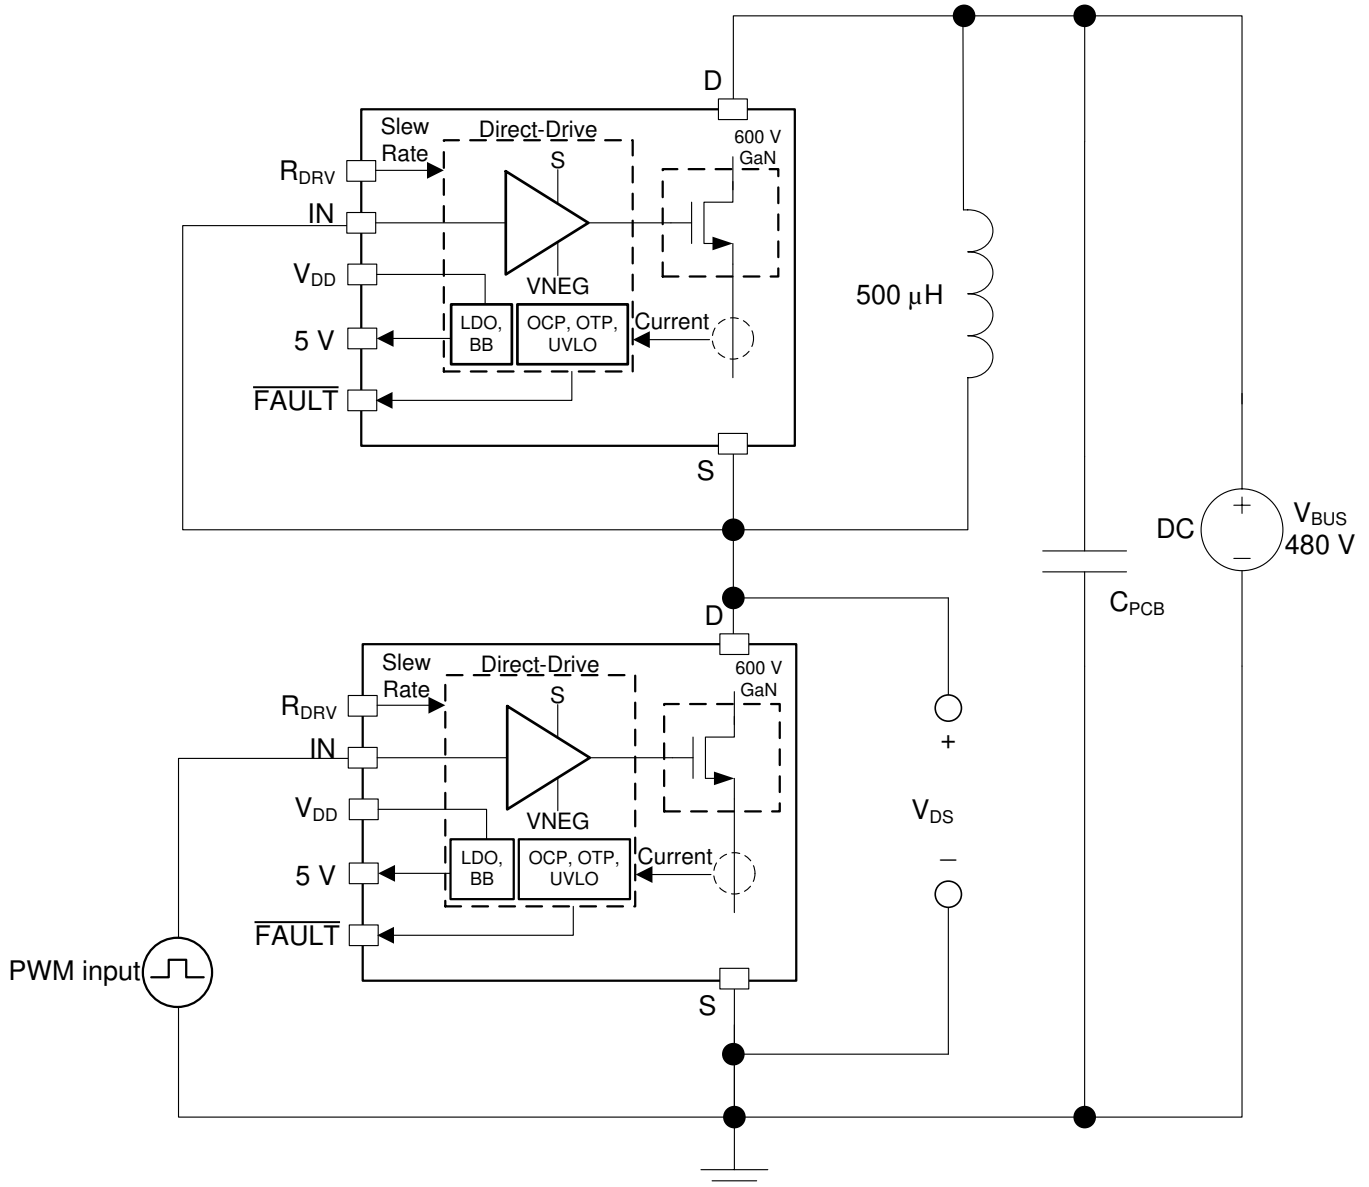 D
Slew
Rate
Direct-Drive
600 V
GaN
S
RDRV
IN
VDD
VNEG
LDO,
BB
OCP, OTP,
UVLO
Current
5 V
FAULT
S
500 μH
DC
VBUS
480 V
CPCB
D
Slew
Rate
Direct-Drive
600 V
GaN
S
RDRV
IN
VDD
VNEG
LDO,
BB
OCP, OTP,
UVLO
Current
5 V
FAULT
S
+
VDS
–
PWM input